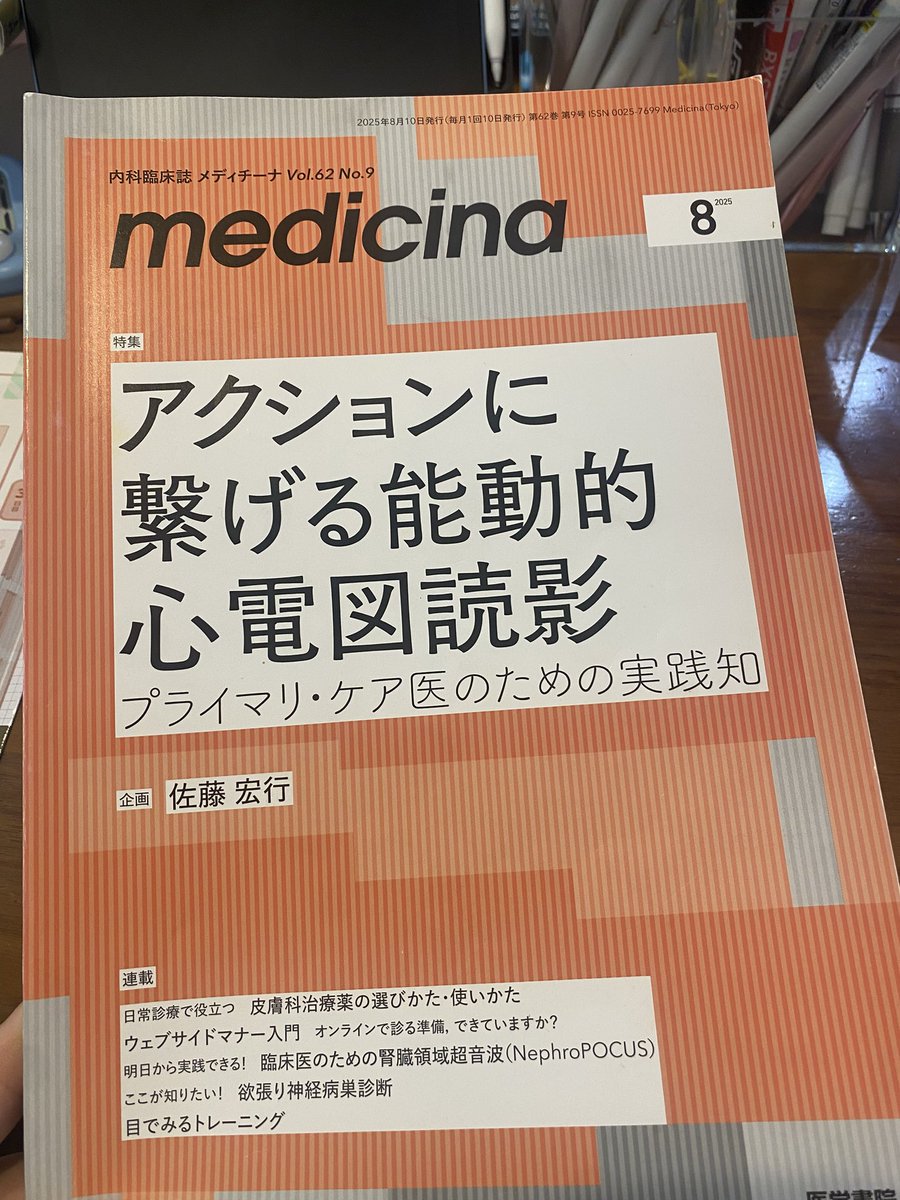 2025年8月10日発行(毎月1回10日発行) 第62巻 第9号 ISSN 0025-7699 Medicina(Tokyo)
内科臨床誌 メディチーナ Vol.62 No.9
medicina
8 2025
特集
アクションに
繋げる能動的
心電図読影
プライマリ・ケア医のための実践知
企画 佐藤 宏行
連載
日常診療で役立つ 皮膚科治療薬の選びかた・使いかた
ウェブサイドマナー入門 オンラインで診る準備, できていますか?
明日から実践できる! 臨床医のための腎臓領域超音波(NephroPOCUS)
ここが知りたい! 欲張り神経病巣診断
目でみるトレーニング
医学書院